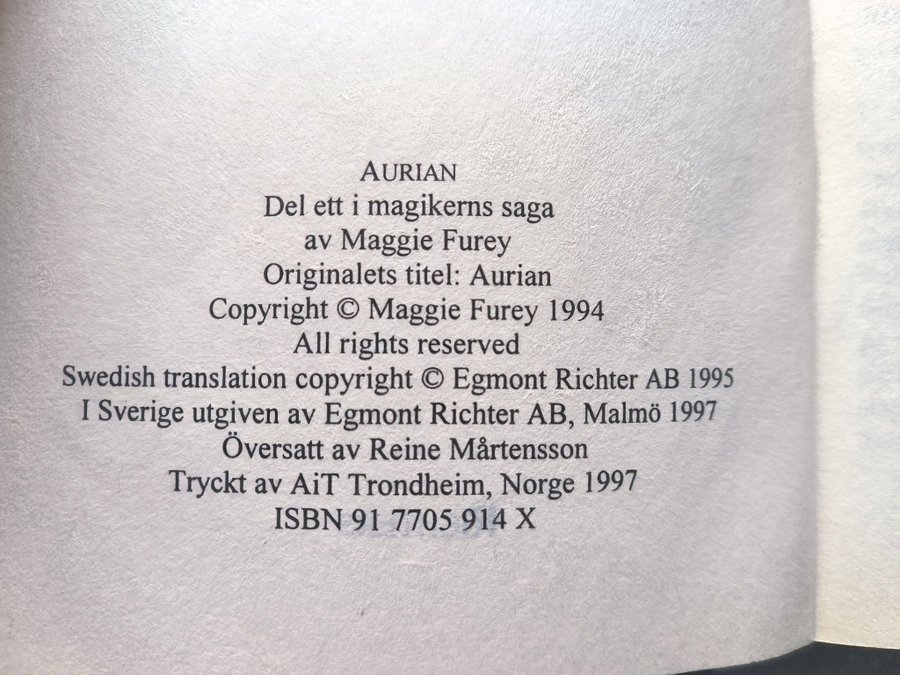 AURIAN
Del ett i magikerns saga
av Maggie Furey
Originalets titel: Aurian
Copyright © Maggie Furey 1994
All rights reserved
Swedish translation copyright © Egmont Richter AB 1995
I Sverige utgiven av Egmont Richter AB, Malmö 1997
Översatt av Reine Mårtensson
Tryckt av AiT Trondheim, Norge 1997
ISBN 91 7705 914 X